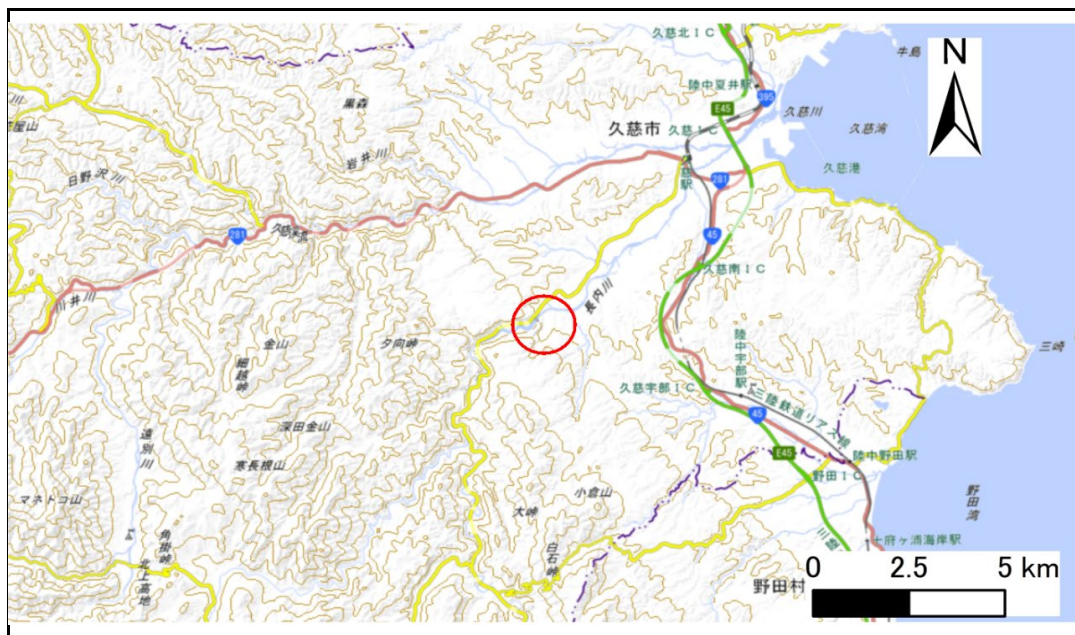 久慈北IC
牛島
N
陸中夏井駅
395
黒森
E45
久慈川
久慈市
久慈IC
久慈湾
岩井川
久慈駅
久慈港
日野沢川
281
281
45
川井川
久慈南IC
長内川
金山
夕向峠
細越峠
陸中宇部駅
三崎
久慈宇部IC
三陸鉄道リアス線
45
遠別川
深田金山
寒長根山
E45
陸中野田駅
野田IC
マネトコ山
小倉山
野田湾
大峠
角掛峠
白石峠
十府ヶ浦海岸駅
北上高地
野田村
0 2.5 5 km